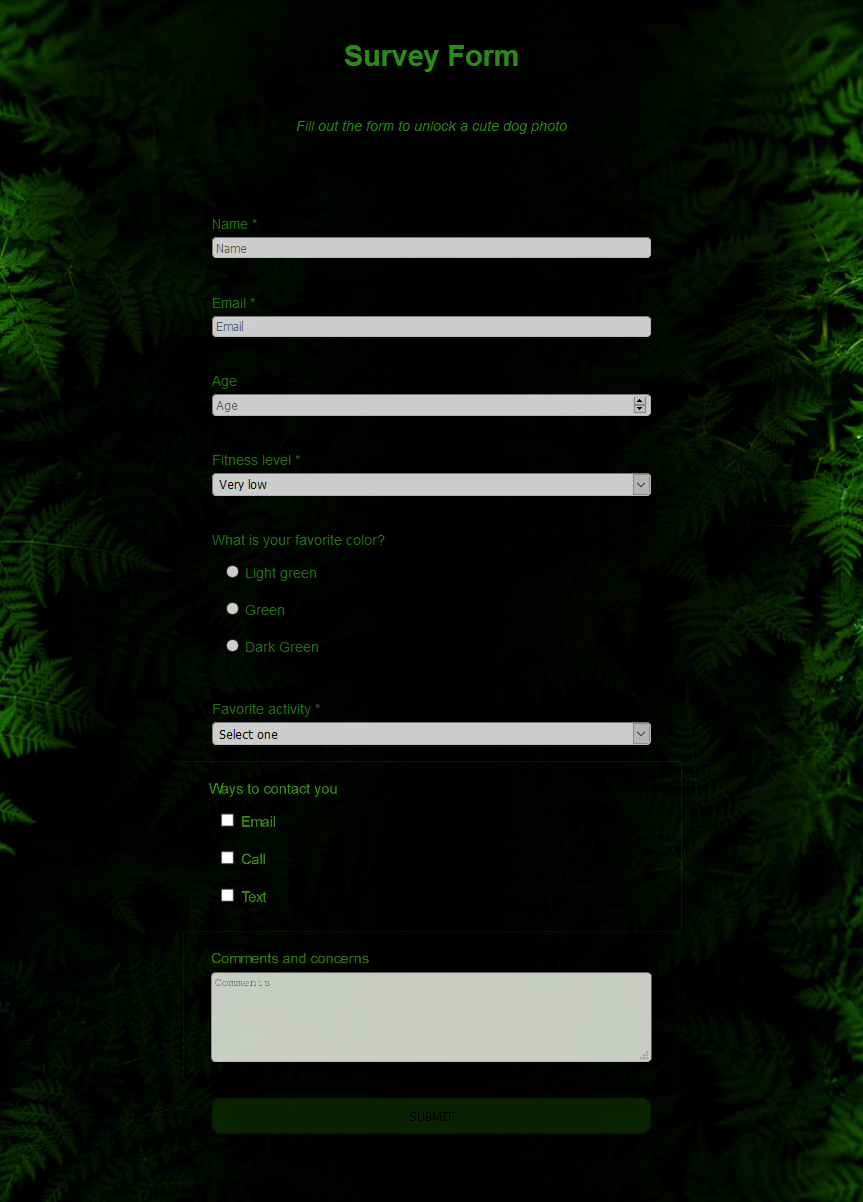 Survey Form
Fill out the form to unlock a cute dog photo
Name *
Name
Email *
Email
Age
Age
Fitness level *
Very low
What is your favorite color?
Light green
Green
Dark Green
Favorite activity *
Select one
Ways to contact you
Email
Call
Text
Comments and concerns
Comments
SUBMIT